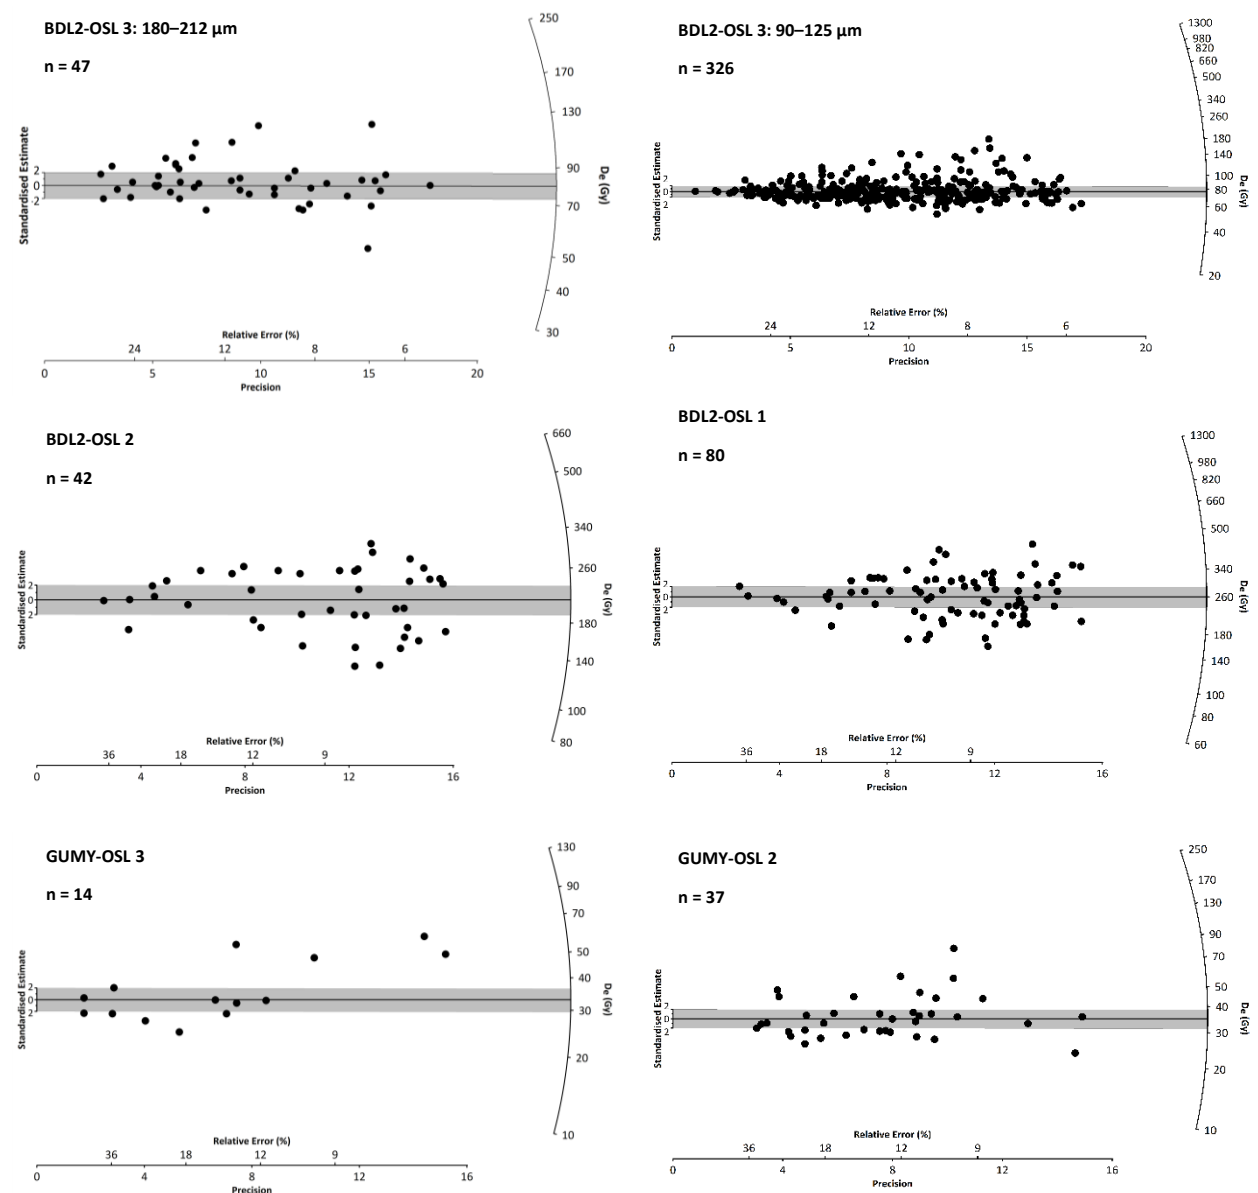 BDL2-OSL 3: 180–212 µm
n = 47
Standardised Estimate
2
0
-2
250
170
130
90
70
50
40
30
De (Gy)
Relative Error (%)
24 12 8 6
0 5 10 15 20
Precision
BDL2-OSL 3: 90–125 µm
n = 326
Standardised Estimate
2
0
2
1300
980
820
660
500
340
260
180
140
100
80
60
40
20
De (Gy)
Relative Error (%)
24 12 8 6
0 5 10 15 20
Precision
BDL2-OSL 2
n = 42
Standardised Estimate
2
0
2
660
500
340
260
180
140
100
80
De (Gy)
Relative Error (%)
36 18 12 9
0 4 8 12 16
Precision
BDL2-OSL 1
n = 80
Standardised Estimate
2
0
2
1300
980
820
660
500
340
260
180
140
100
80
60
De (Gy)
Relative Error (%)
36 18 12 9
0 4 8 12 16
Precision
GUMY-OSL 3
n = 14
Standardised Estimate
2
0
2
130
90
70
50
40
30
20
10
De (Gy)
Relative Error (%)
36 18 12 9
0 4 8 12 16
Precision
GUMY-OSL 2
n = 37
Standardised Estimate
2
0
2
250
170
130
90
70
50
40
30
20
10
De (Gy)
Relative Error (%)
36 18 12 9
0 4 8 12 16
Precision